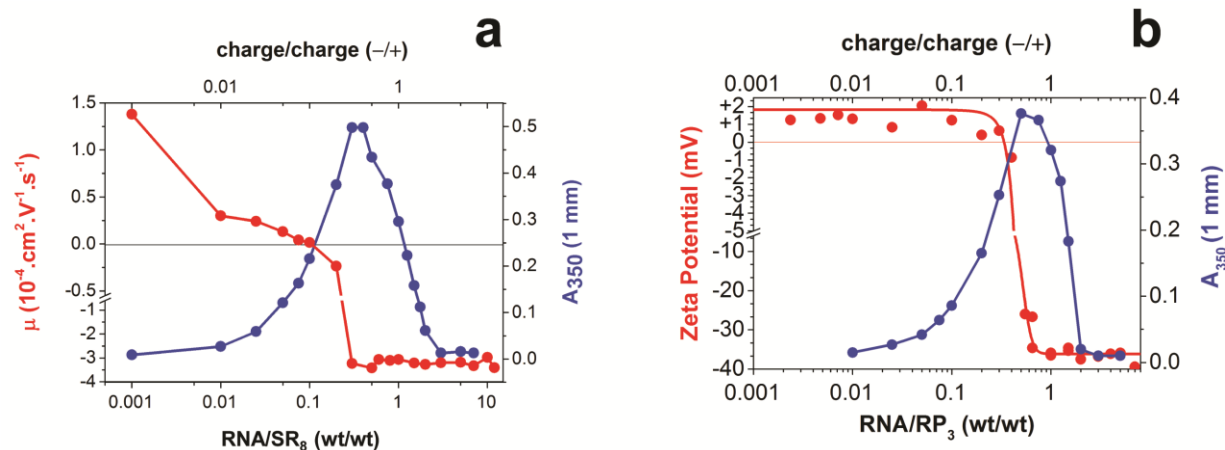 a
charge/charge (−/+)
0.01 1
1.5
1.0
0.5
0.0
-0.5
-1
-2
-3
-4
μ (10⁻⁴.cm².V⁻¹.s⁻¹)
0.5
0.4
0.3
0.2
0.1
0.0
A350 (1 mm)
0.001 0.01 0.1 1 10
RNA/SR₈ (wt/wt)
b
charge/charge (−/+)
0.001 0.01 0.1 1
+2
+1
0
-1
-2
-3
-4
-5
-10
-20
-30
-40
Zeta Potential (mV)
0.4
0.3
0.2
0.1
0.0
A₃₅₀ (1 mm)
0.001 0.01 0.1 1
RNA/RP₃ (wt/wt)